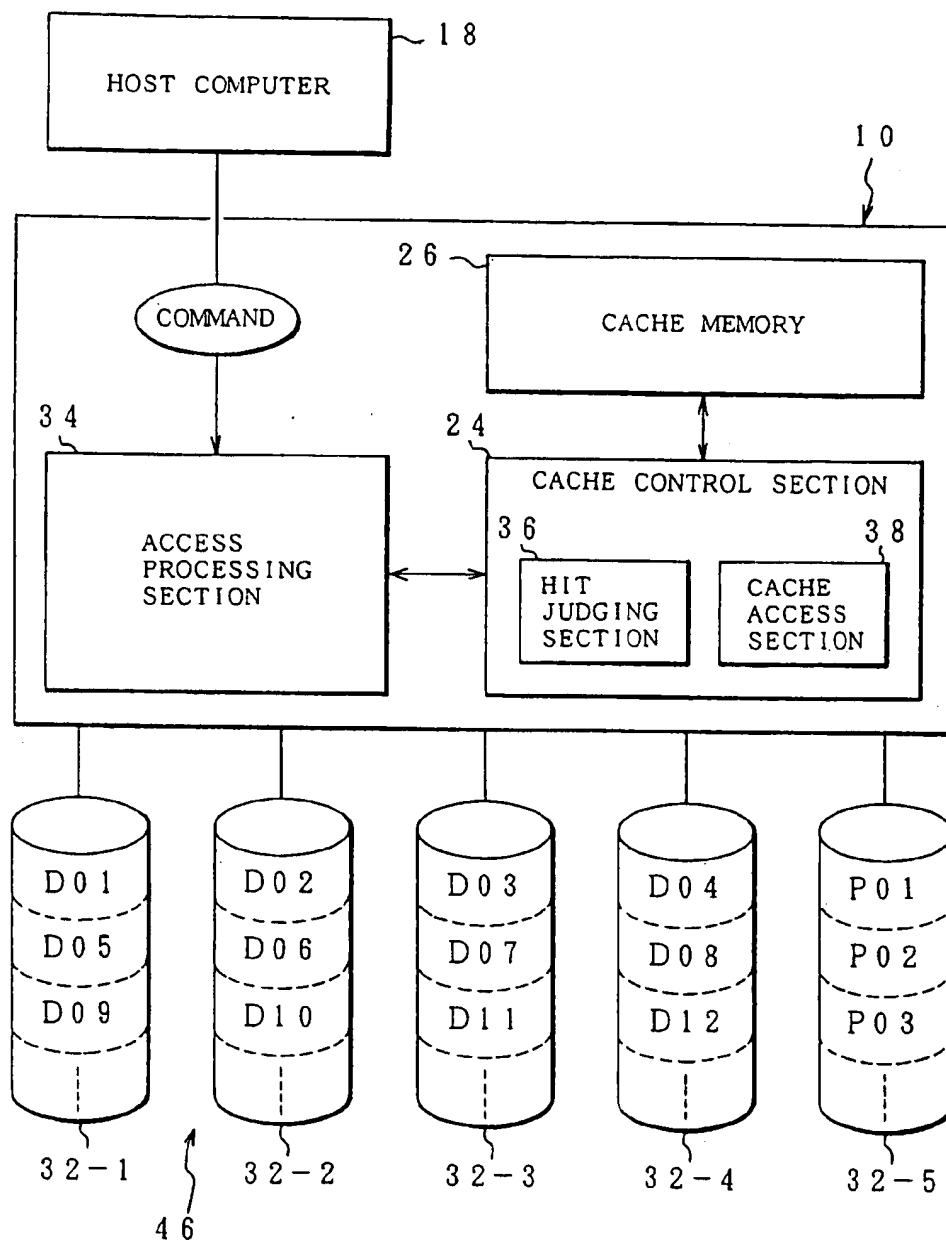 18
HOST COMPUTER
10
26
CACHE MEMORY
COMMAND
34
24
ACCESS
PROCESSING
SECTION
CACHE CONTROL SECTION
36
38
HIT
JUDGING
SECTION
CACHE
ACCESS
SECTION
D01
D02
D03
D04
P01
D05
D06
D07
D08
P02
D09
D10
D11
D12
P03
32-1
32-2
32-3
32-4
32-5
46